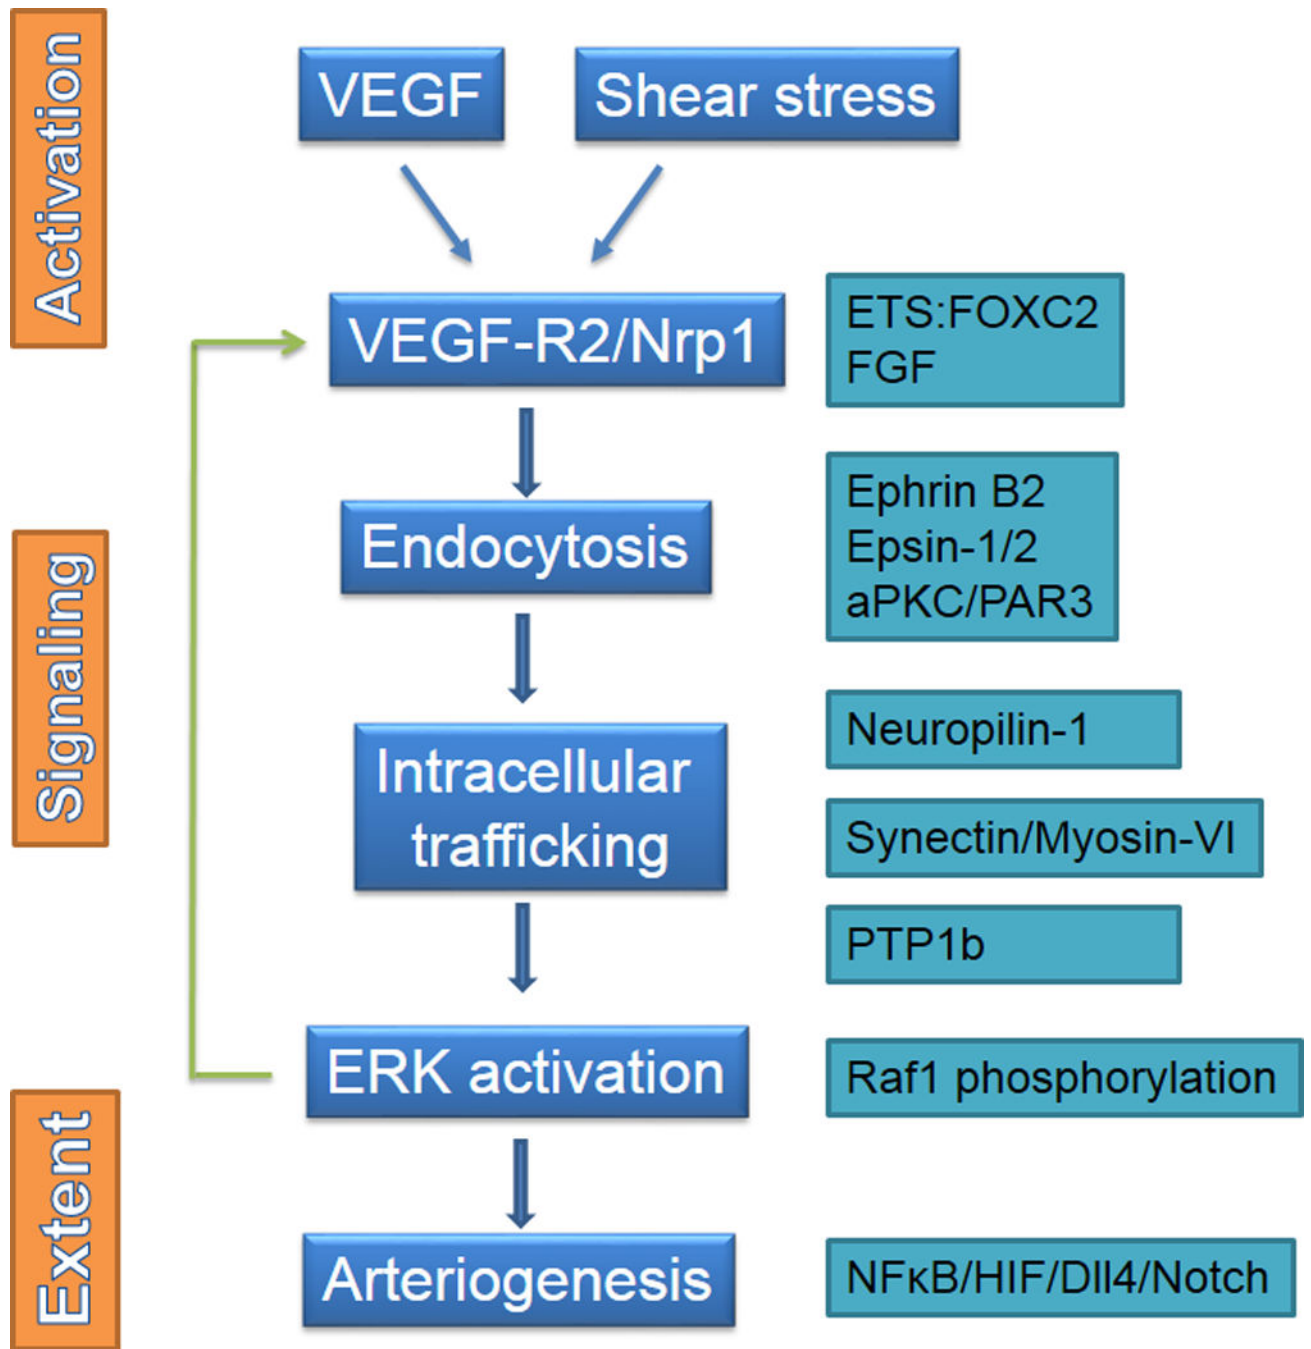 Activation
VEGF
Shear stress
VEGF-R2/Nrp1
ETS:FOXC2
FGF
Signaling
Endocytosis
Ephrin B2
Epsin-1/2
aPKC/PAR3
Intracellular
trafficking
Neuropilin-1
Synectin/Myosin-VI
PTP1b
Extent
ERK activation
Raf1 phosphorylation
Arteriogenesis
NFκB/HIF/Dll4/Notch